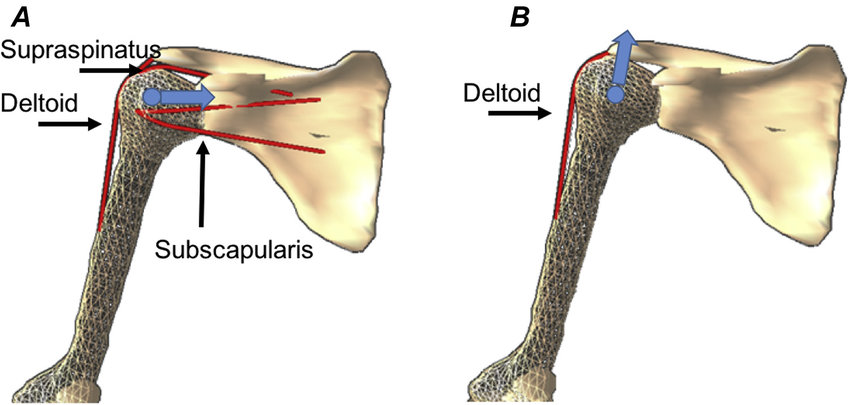 A
Supraspinatus
Deltoid
Subscapularis
B
Deltoid